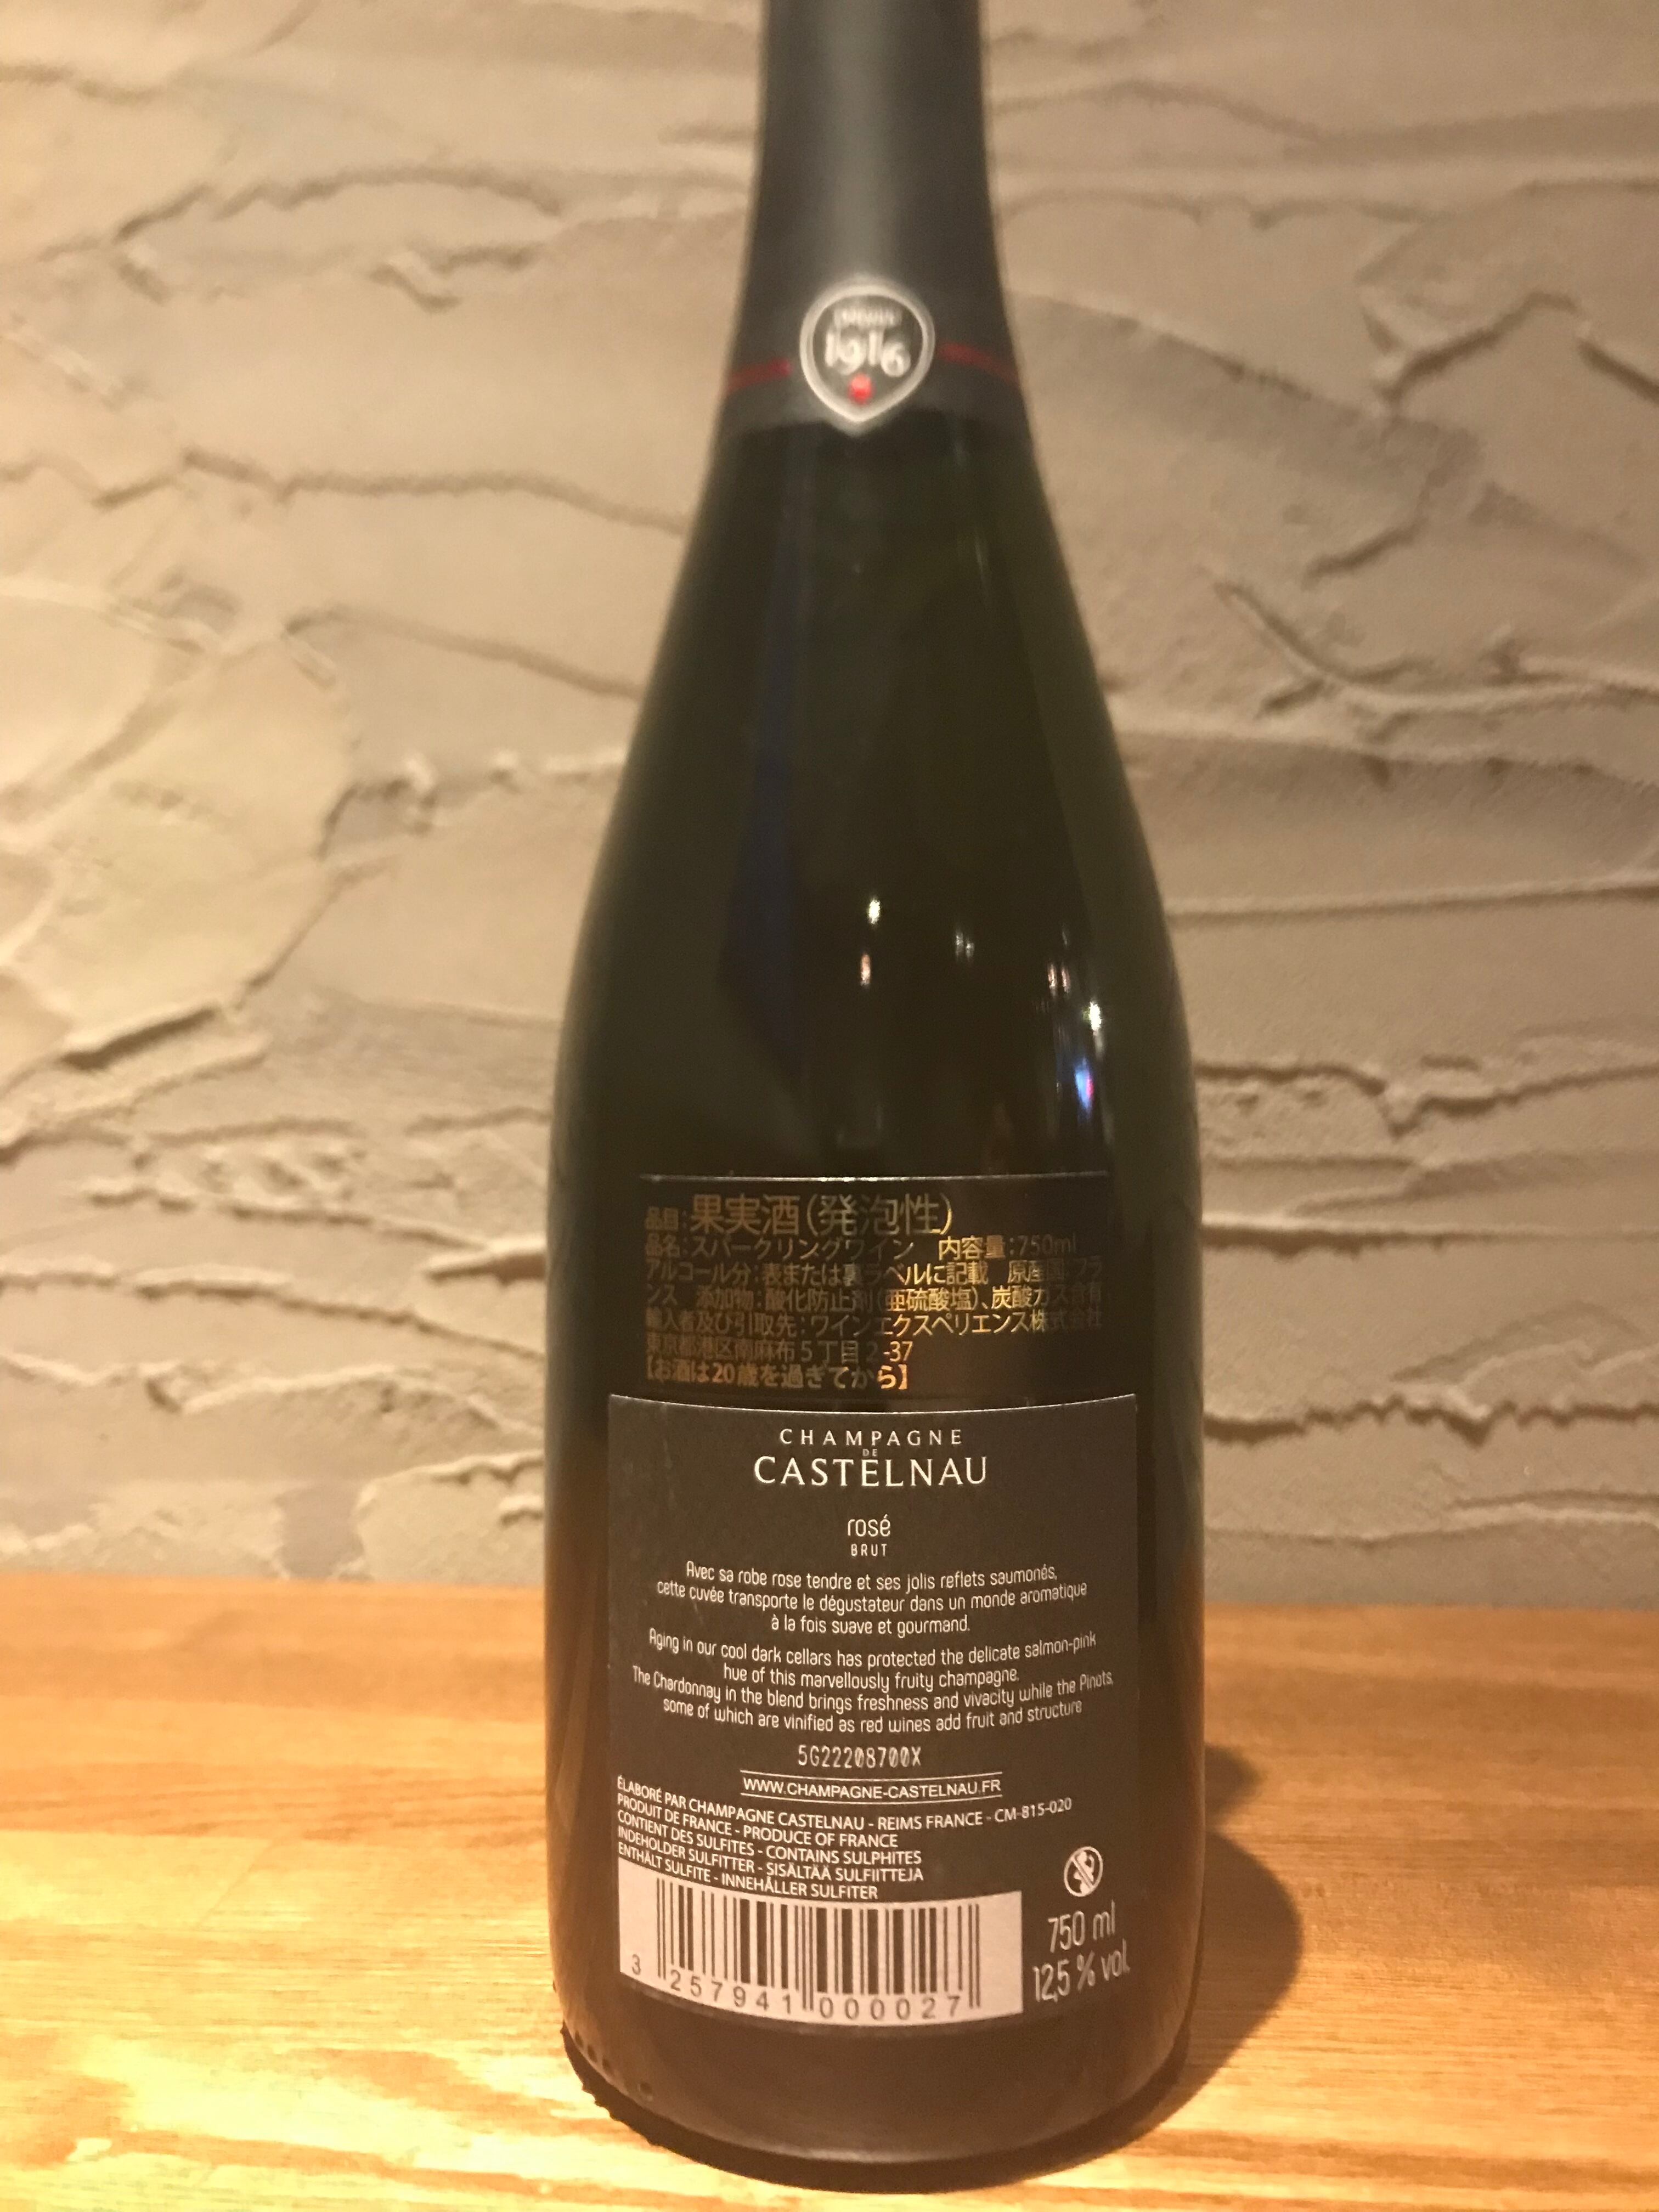 1916
品目:果実酒(発泡性)
品名:スパークリングワイン 内容量:750ml
アルコール分:表または裏ラベルに記載 原産国:フラ
ンス 添加物:酸化防止剤(亜硫酸塩)、炭酸ガス含有
輸入者及び引取先:ワインエクスペリエンス株式会社
東京都港区南麻布5丁目2-37
【お酒は20歳を過ぎてから】
CHAMPAGNE
DE
CASTELNAU
rosé
BRUT
Avec sa robe rose tendre et ses jolis reflets saumonés,
cette cuvée transporte le dégustateur dans un monde aromatique
à la fois suave et gourmand.
Aging in our cool dark cellars has protected the delicate salmon-pink
hue of this marvellously fruity champagne.
The Chardonnay in the blend brings freshness and vivacity while the Pinots,
some of which are vinified as red wines add fruit and structure
5G22208700X
WWW.CHAMPAGNE-CASTELNAU.FR
ÉLABORÉ PAR CHAMPAGNE CASTELNAU - REIMS FRANCE - CM-815-020
PRODUIT DE FRANCE - PRODUCE OF FRANCE
CONTIENT DES SULFITES - CONTAINS SULPHITES
INDEHOLDER SULFITTER - SISÄLTÄÄ SULFIITTEJA
ENTHÄLT SULFITE - INNEHÅLLER SULFITER
750 ml
12,5 % vol.
3 257941 000027